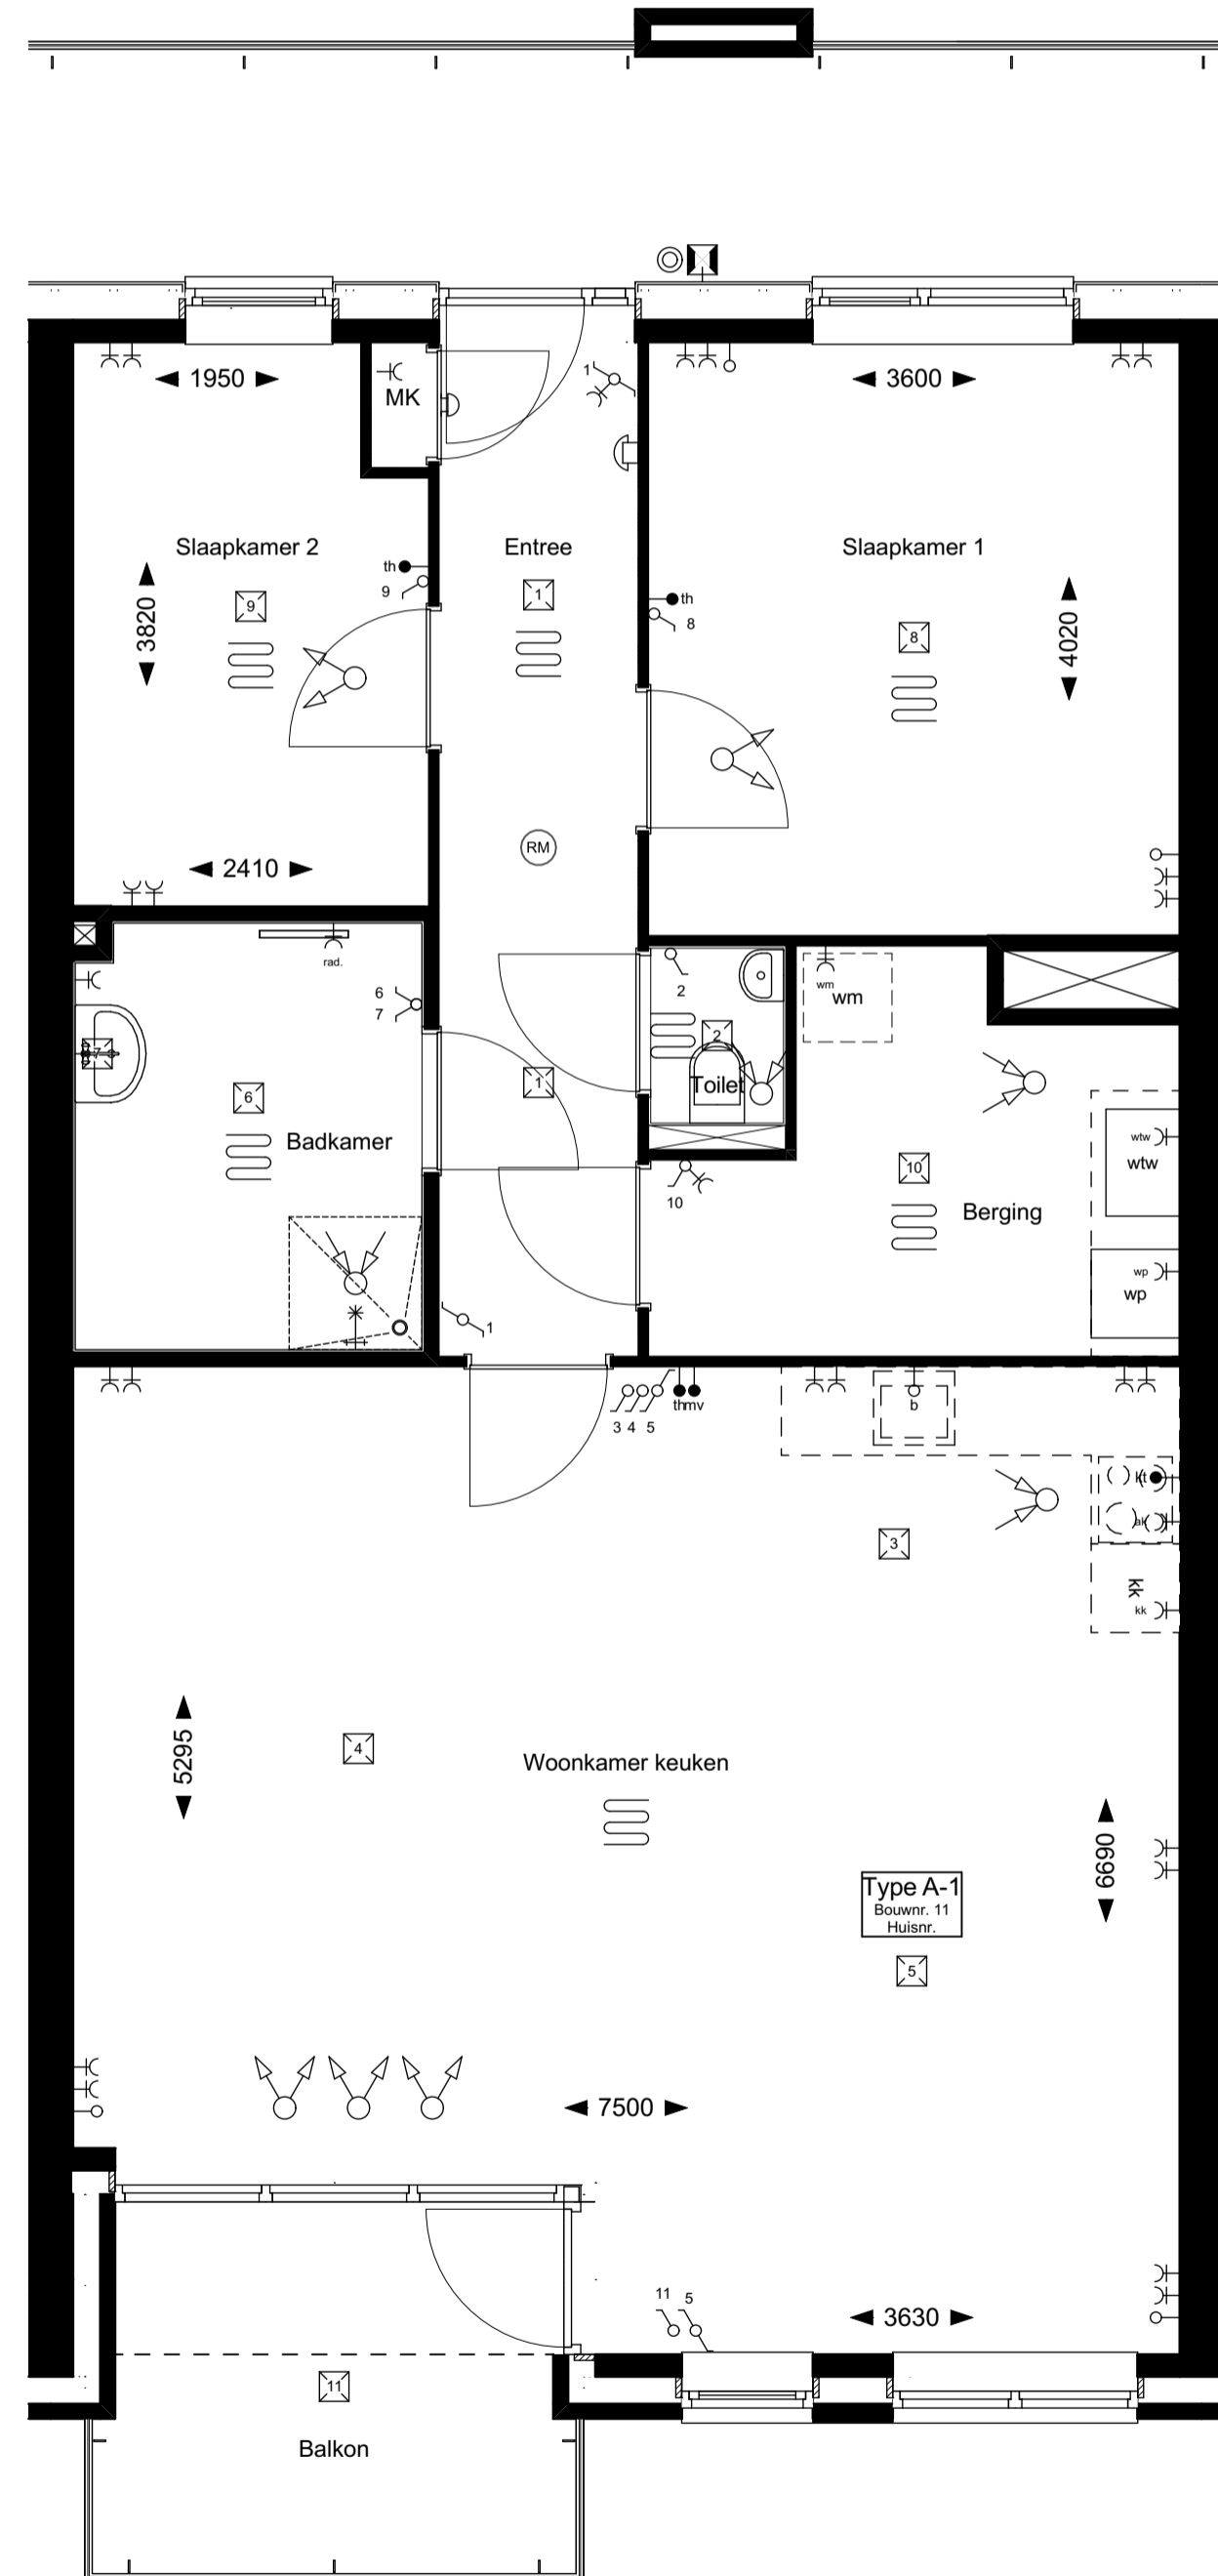 1950
MK
1
3600
Slaapkamer 2
Entree
Slaapkamer 1
th
9
th
8
9
1
8
3820
4020
RM
2410
rad.
6
7
2
wm
wm
7
2
Toilet
6
1
Badkamer
wtw
wtw
10
10
Berging
wp
wp
1
3 4 5
thmv
b
kt
ak
3
kk
kk
4
5295
Woonkamer keuken
6690
Type A-1
Bouwnr. 11
Huisnr.
5
7500
11 5
3630
11
Balkon